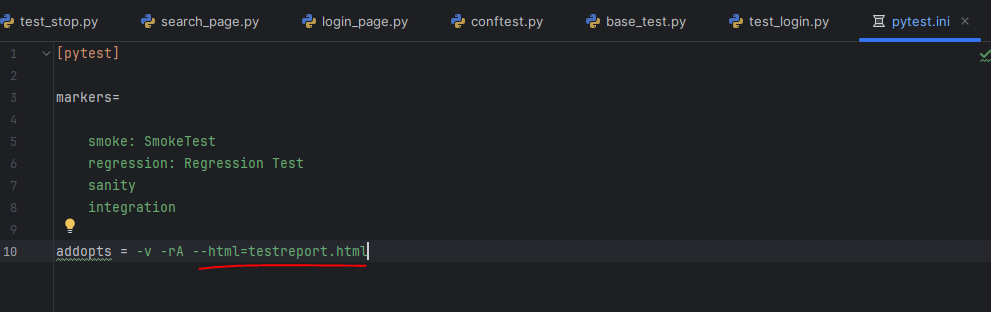 test_stop.py search_page.py login_page.py conftest.py base_test.py test_login.py pytest.ini
1 [pytest]
2
3 markers=
4
5 smoke: SmokeTest
6 regression: Regression Test
7 sanity
8 integration
9
10 addopts = -v -rA --html=testreport.html